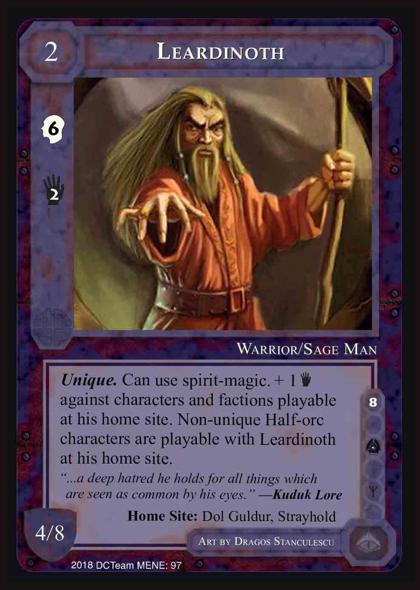 2
LEARDINOTH
6
2
WARRIOR/SAGE MAN
Unique. Can use spirit-magic. + 1
against characters and factions playable
at his home site. Non-unique Half-orc
characters are playable with Leardinoth
at his home site.
8
“...a deep hatred he holds for all things which
are seen as common by his eyes.” —Kuduk Lore
Home Site: Dol Guldur, Strayhold
4/8
ART BY DRAGOS STANCULESCU
2018 DCTeam MENE: 97